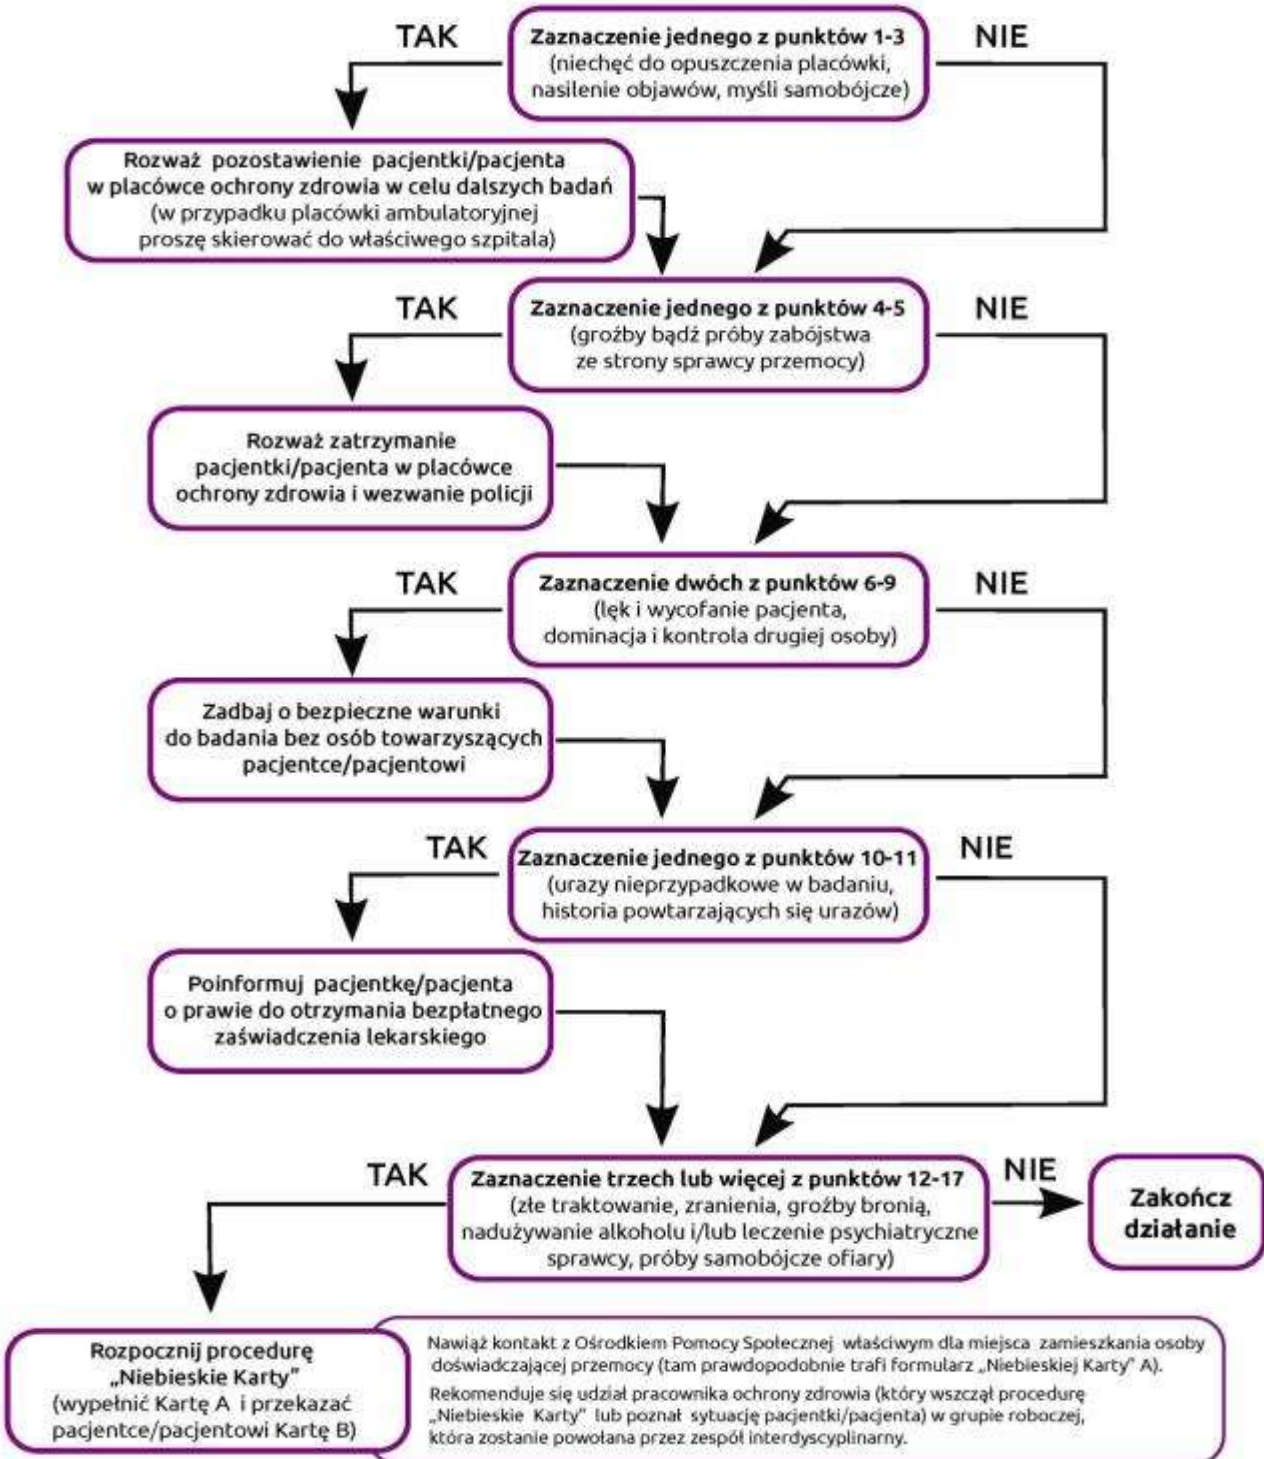 TAK
Zaznaczenie jednego z punktów 1-3
(niechęć do opuszczenia placówki,
nasilenie objawów, myśli samobójcze)
NIE
Rozważ pozostawienie pacjentki/pacjenta
w placówce ochrony zdrowia w celu dalszych badań
(w przypadku placówki ambulatoryjnej
proszę skierować do właściwego szpitala)
TAK
Zaznaczenie jednego z punktów 4-5
(groźby bądź próby zabójstwa
ze strony sprawcy przemocy)
NIE
Rozważ zatrzymanie
pacjentki/pacjenta w placówce
ochrony zdrowia i wezwanie policji
TAK
Zaznaczenie dwóch z punktów 6-9
(lęk i wycofanie pacjenta,
dominacja i kontrola drugiej osoby)
NIE
Zadbaj o bezpieczne warunki
do badania bez osób towarzyszących
pacjentce/pacjentowi
TAK
Zaznaczenie jednego z punktów 10-11
(urazy nieprzypadkowe w badaniu,
historia powtarzających się urazów)
NIE
Poinformuj pacjentkę/pacjenta
o prawie do otrzymania bezpłatnego
zaświadczenia lekarskiego
TAK
Zaznaczenie trzech lub więcej z punktów 12-17
(złe traktowanie, zranienia, groźby bronią,
nadużywanie alkoholu i/lub leczenie psychiatryczne
sprawcy, próby samobójcze ofiary)
NIE
Zakończ
działanie
Rozpocznij procedurę
„Niebieskie Karty”
(wypełnić Kartę A i przekazać
pacjentce/pacjentowi Kartę B)
Nawiąż kontakt z Ośrodkiem Pomocy Społecznej właściwym dla miejsca zamieszkania osoby
doświadczającej przemocy (tam prawdopodobnie trafi formularz „Niebieskiej Karty” A).
Rekomenduje się udział pracownika ochrony zdrowia (który wszczął procedurę
„Niebieskie Karty” lub poznał sytuację pacjentki/pacjenta) w grupie roboczej,
która zostanie powołana przez zespół interdyscyplinarny.